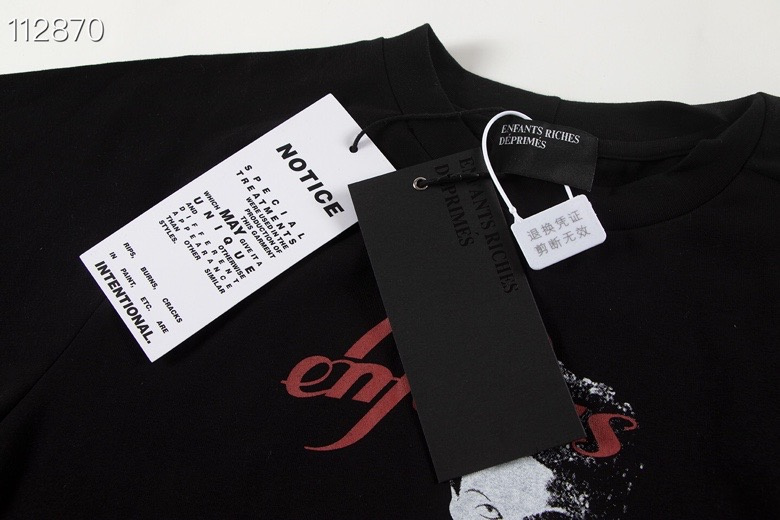 112870
NOTICE
SPECIAL
TREATMENTS
WERE USED IN THE
PRODUCTION OF
THIS GARMENT
WHICH MAY GIVE IT A
UNIQUE OTHERWISE
AND DIFFERENT
APPEARANCE
THAN OTHER SIMILAR
STYLES.
RIPS, BURNS, CRACKS
IN PAINT, ETC. ARE
INTENTIONAL.
ENFANTS RICHES
DÉPRIMÉS
ENFANTS RICHES
DÉPRIMÉS
退换凭证
剪断无效